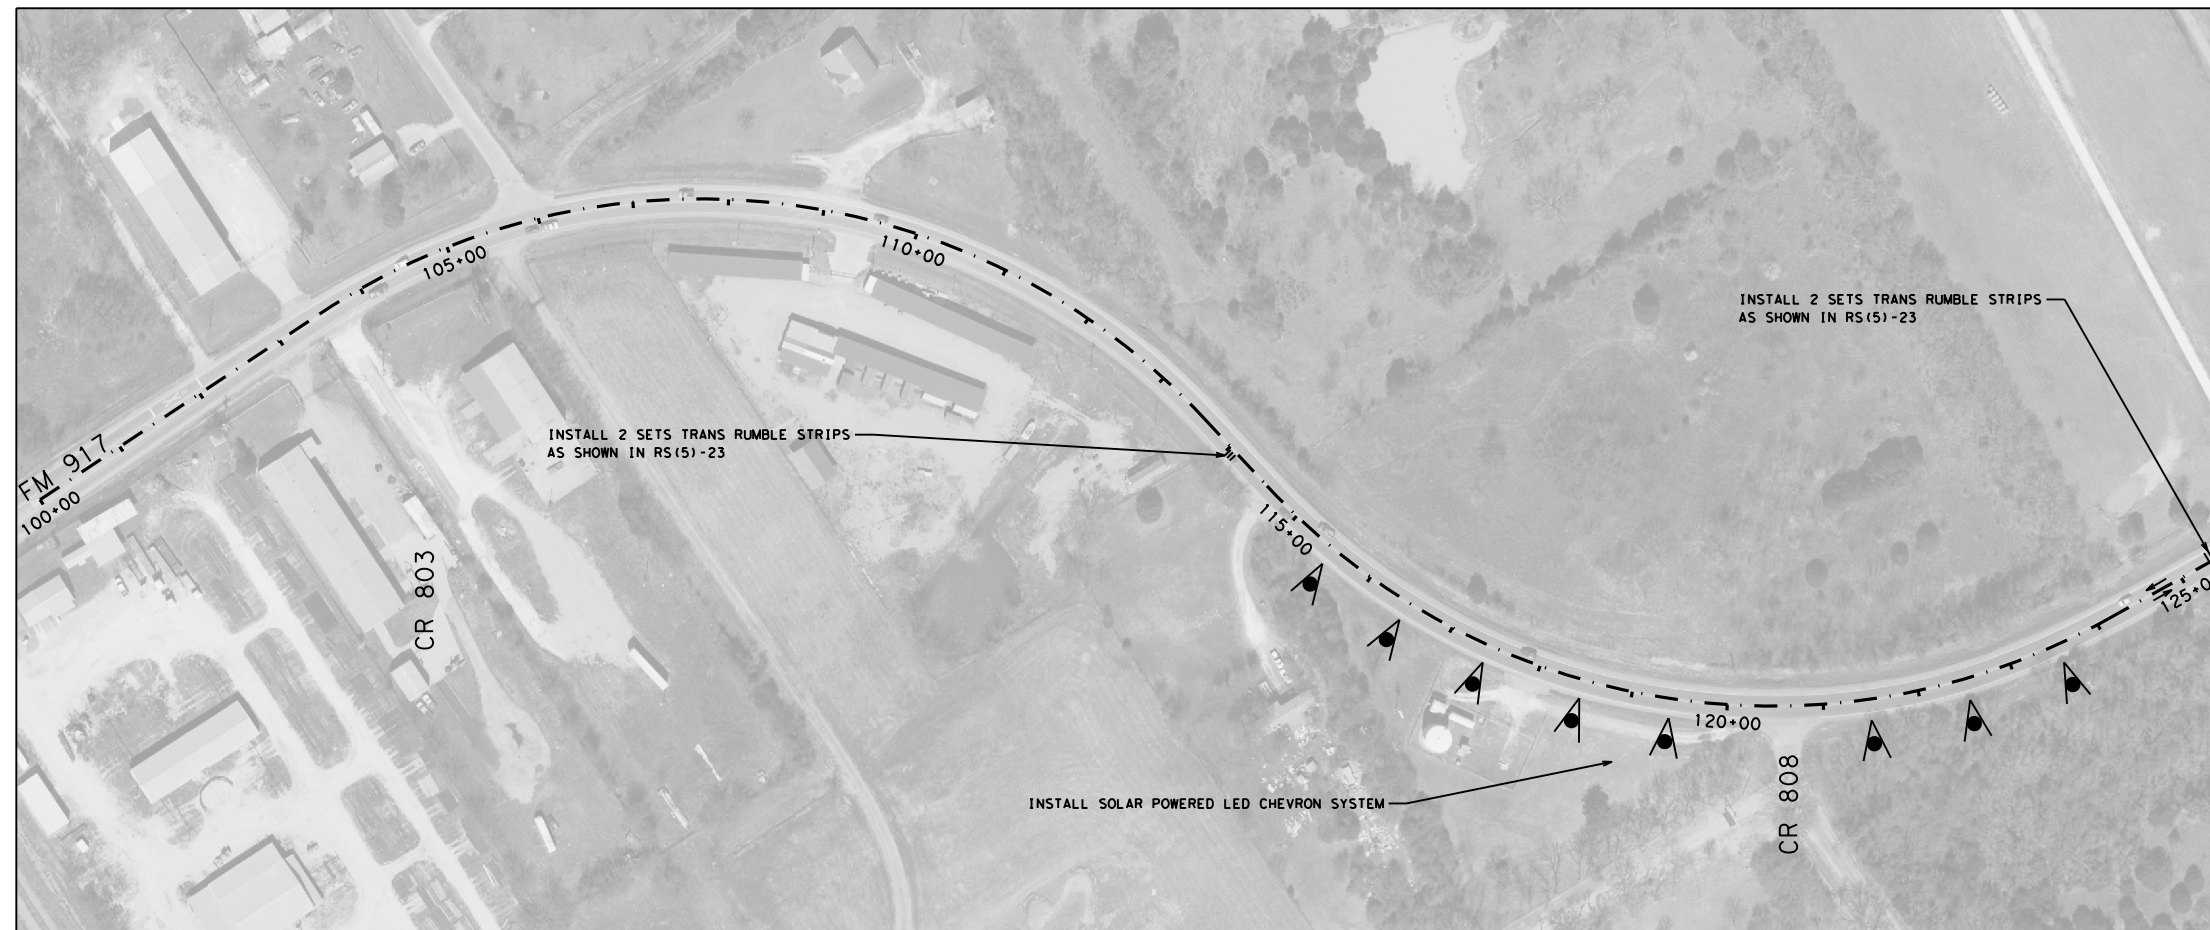 INSTALL 2 SETS TRANS RUMBLE STRIPS
AS SHOWN IN RS(5)-23
105+00
110+00
INSTALL 2 SETS TRANS RUMBLE STRIPS
AS SHOWN IN RS(5)-23
FM 917
100+00
115+00
CR 803
120+00
INSTALL SOLAR POWERED LED CHEVRON SYSTEM
CR 808